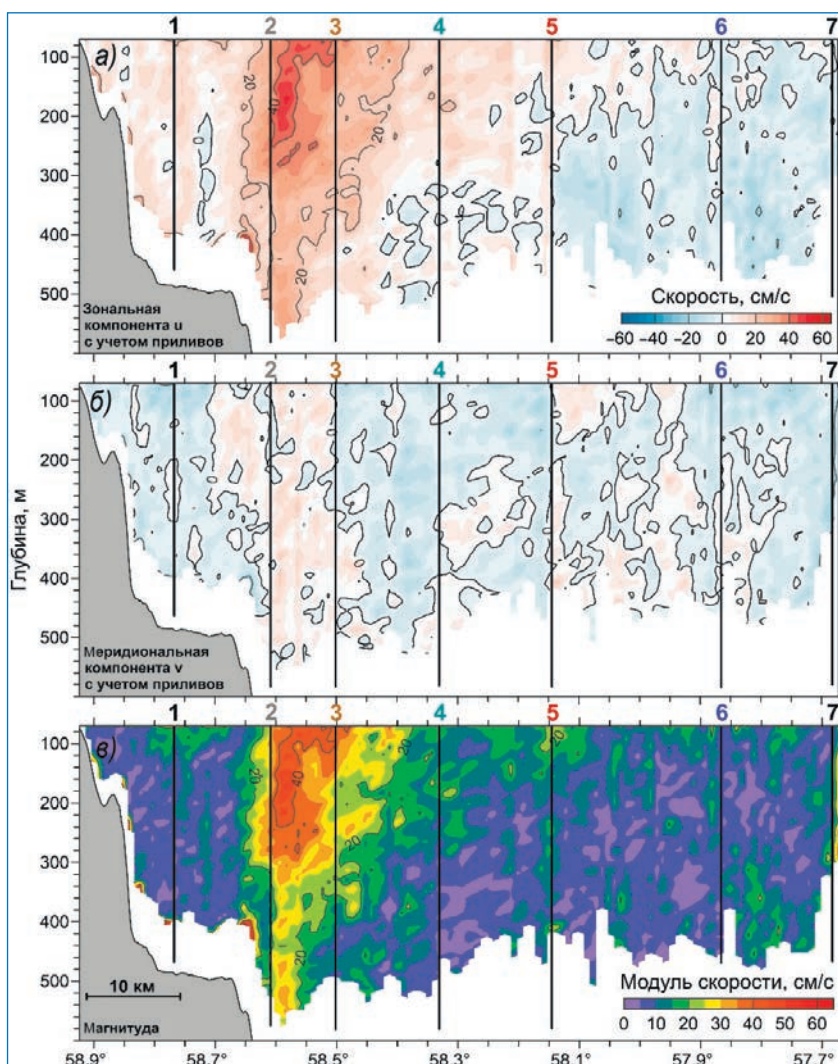 1 2 3 4 5 6 7
а)
100
200
300
400
500
20
40
0
20
20
0
Зональная
компонента u
с учетом приливов
Скорость, см/с
−60 −40 −20 0 20 40 60
1 2 3 4 5 6 7
б)
100
200
300
400
500
Глубина, м
Меридиональная
компонента v
с учетом приливов
1 2 3 4 5 6 7
в)
100
200
300
400
500
20
40
20
20
20
20
10 км
Магнитуда
Модуль скорости, см/с
0 10 20 30 40 50 60
58.9° 58.7° 58.5° 58.3° 58.1° 57.9° 57.7°